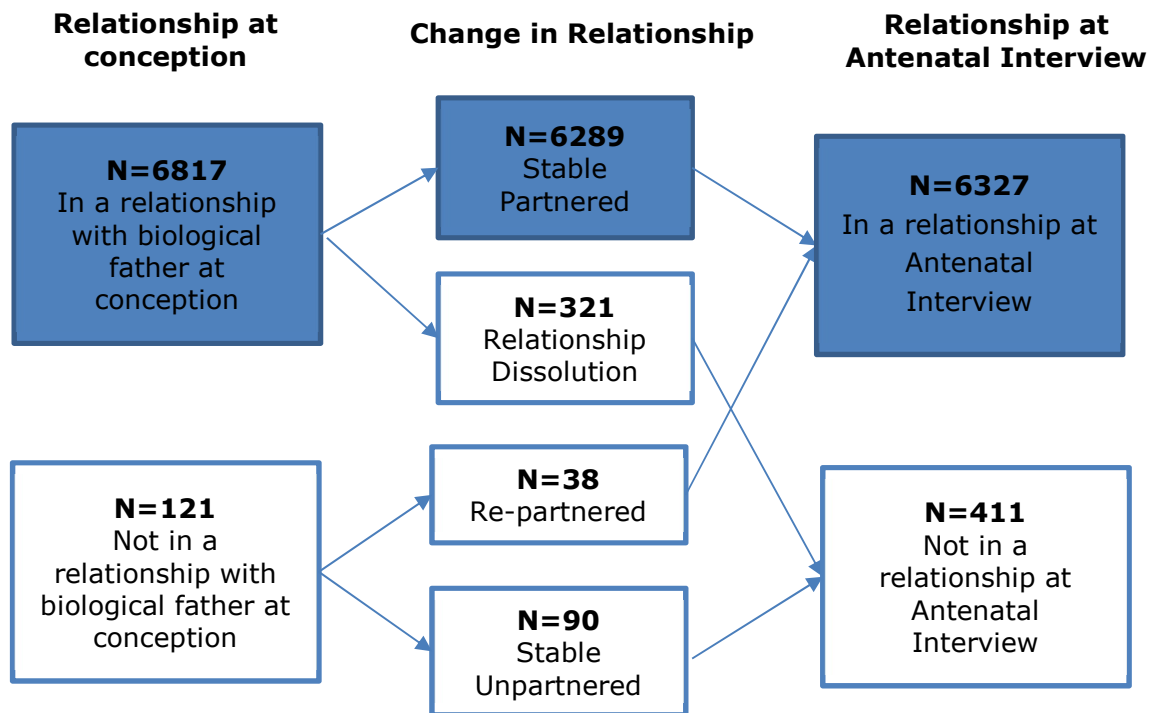 Relationship at
conception
Change in Relationship
Relationship at
Antenatal Interview
N=6817
In a relationship
with biological
father at
conception
N=121
Not in a
relationship with
biological father at
conception
N=6289
Stable
Partnered
N=321
Relationship
Dissolution
N=38
Re-partnered
N=90
Stable
Unpartnered
N=6327
In a relationship at
Antenatal
Interview
N=411
Not in a
relationship at
Antenatal
Interview